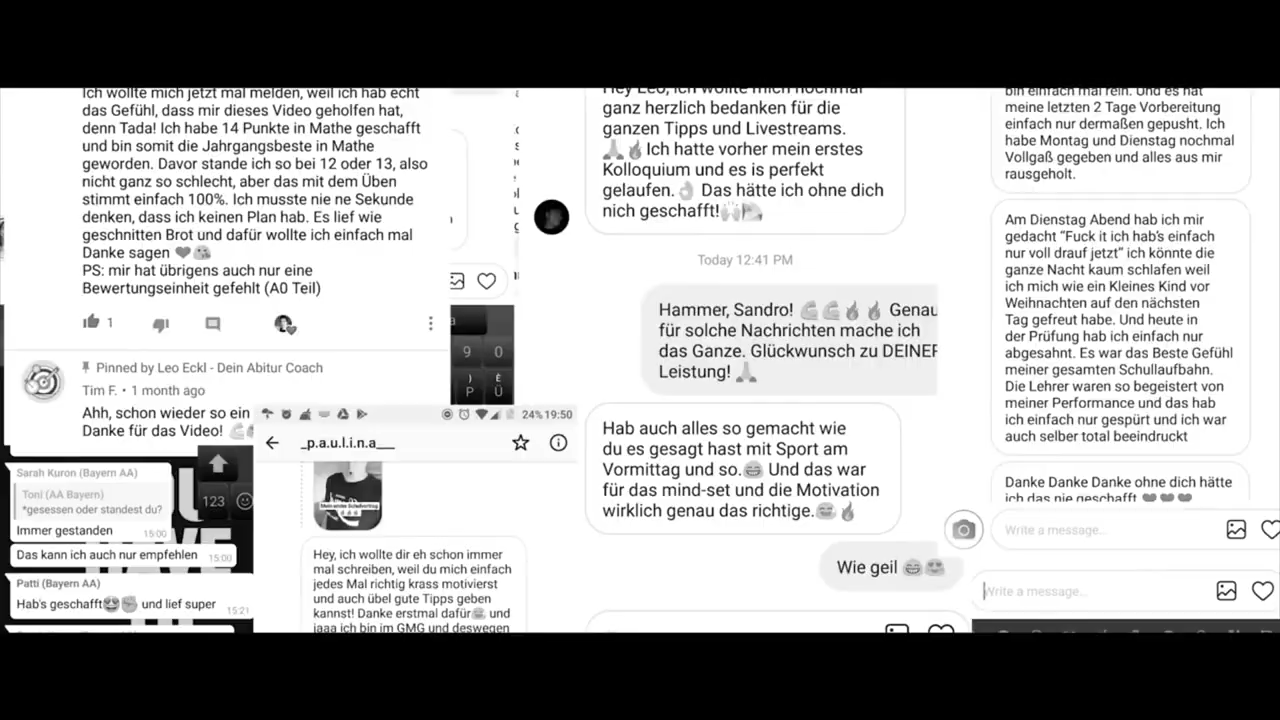 Ich wollte mich jetzt mal melden, weil ich hab echt
das Gefühl, dass mir dieses Video geholfen hat,
denn Tada! Ich habe 14 Punkte in Mathe geschafft
und bin somit die Jahrgangsbeste in Mathe
geworden. Davor stande ich so bei 12 oder 13, also
nicht ganz so schlecht, aber das mit dem Üben
stimmt einfach 100%. Ich musste nie ne Sekunde
denken, dass ich keinen Plan hab. Es lief wie
geschnitten Brot und dafür wollte ich einfach mal
Danke sagen ❤😘
PS: mir hat übrigens auch nur eine
Bewertungseinheit gefehlt (A0 Teil)
1
Pinned by Leo Eckl - Dein Abitur Coach
Tim F. • 1 month ago
Ahh, schon wieder so ein
Danke für das Video! 💪
Sarah Kuron (Bayern AA)
Toni (AA Bayern)
*gesessen oder standest du?
Immer gestanden 15:00
Das kann ich auch nur empfehlen 15:00
Patti (Bayern AA)
Hab's geschafft😍✊ und lief super 15:21
123
9 0
) È
P Ü
24% 19:50
_p.a.u.l.i.n.a___
Mein erster Schulvertrag
Hey, ich wollte dir eh schon immer
mal schreiben, weil du mich einfach
jedes Mal richtig krass motivierst
und auch übel gute Tipps geben
kannst! Danke erstmal dafür😂 und
jaaa ich bin im GMG und deswegen
Hey Leo, ich wollte mich nochmal
ganz herzlich bedanken für die
ganzen Tipps und Livestreams.
🙏🔥Ich hatte vorher mein erstes
Kolloquium und es is perfekt
gelaufen.👌 Das hätte ich ohne dich
nich geschafft!🙌
Today 12:41 PM
Hammer, Sandro! 💪💪🔥🔥 Genau
für solche Nachrichten mache ich
das Ganze. Glückwunsch zu DEINER
Leistung! 🙏
Hab auch alles so gemacht wie
du es gesagt hast mit Sport am
Vormittag und so.😂 Und das war
für das mind-set und die Motivation
wirklich genau das richtige.😂🔥
Wie geil 😂😍
bin einfach mal rein. Und es hat
meine letzten 2 Tage Vorbereitung
einfach nur dermaßen gepusht. Ich
habe Montag und Dienstag nochmal
Vollgaß gegeben und alles aus mir
rausgeholt.
Am Dienstag Abend hab ich mir
gedacht “Fuck it ich hab’s einfach
nur voll drauf jetzt” ich könnte die
ganze Nacht kaum schlafen weil
ich mich wie ein Kleines Kind vor
Weihnachten auf den nächsten
Tag gefreut habe. Und heute in
der Prüfung hab ich einfach nur
abgesahnt. Es war das Beste Gefühl
meiner gesamten Schullaufbahn.
Die Lehrer waren so begeistert von
meiner Performance und das hab
ich einfach nur gespürt und ich war
auch selber total beeindruckt
Danke Danke Danke ohne dich hätte
ich das nie geschafft ❤❤❤
Write a message...
Write a message...